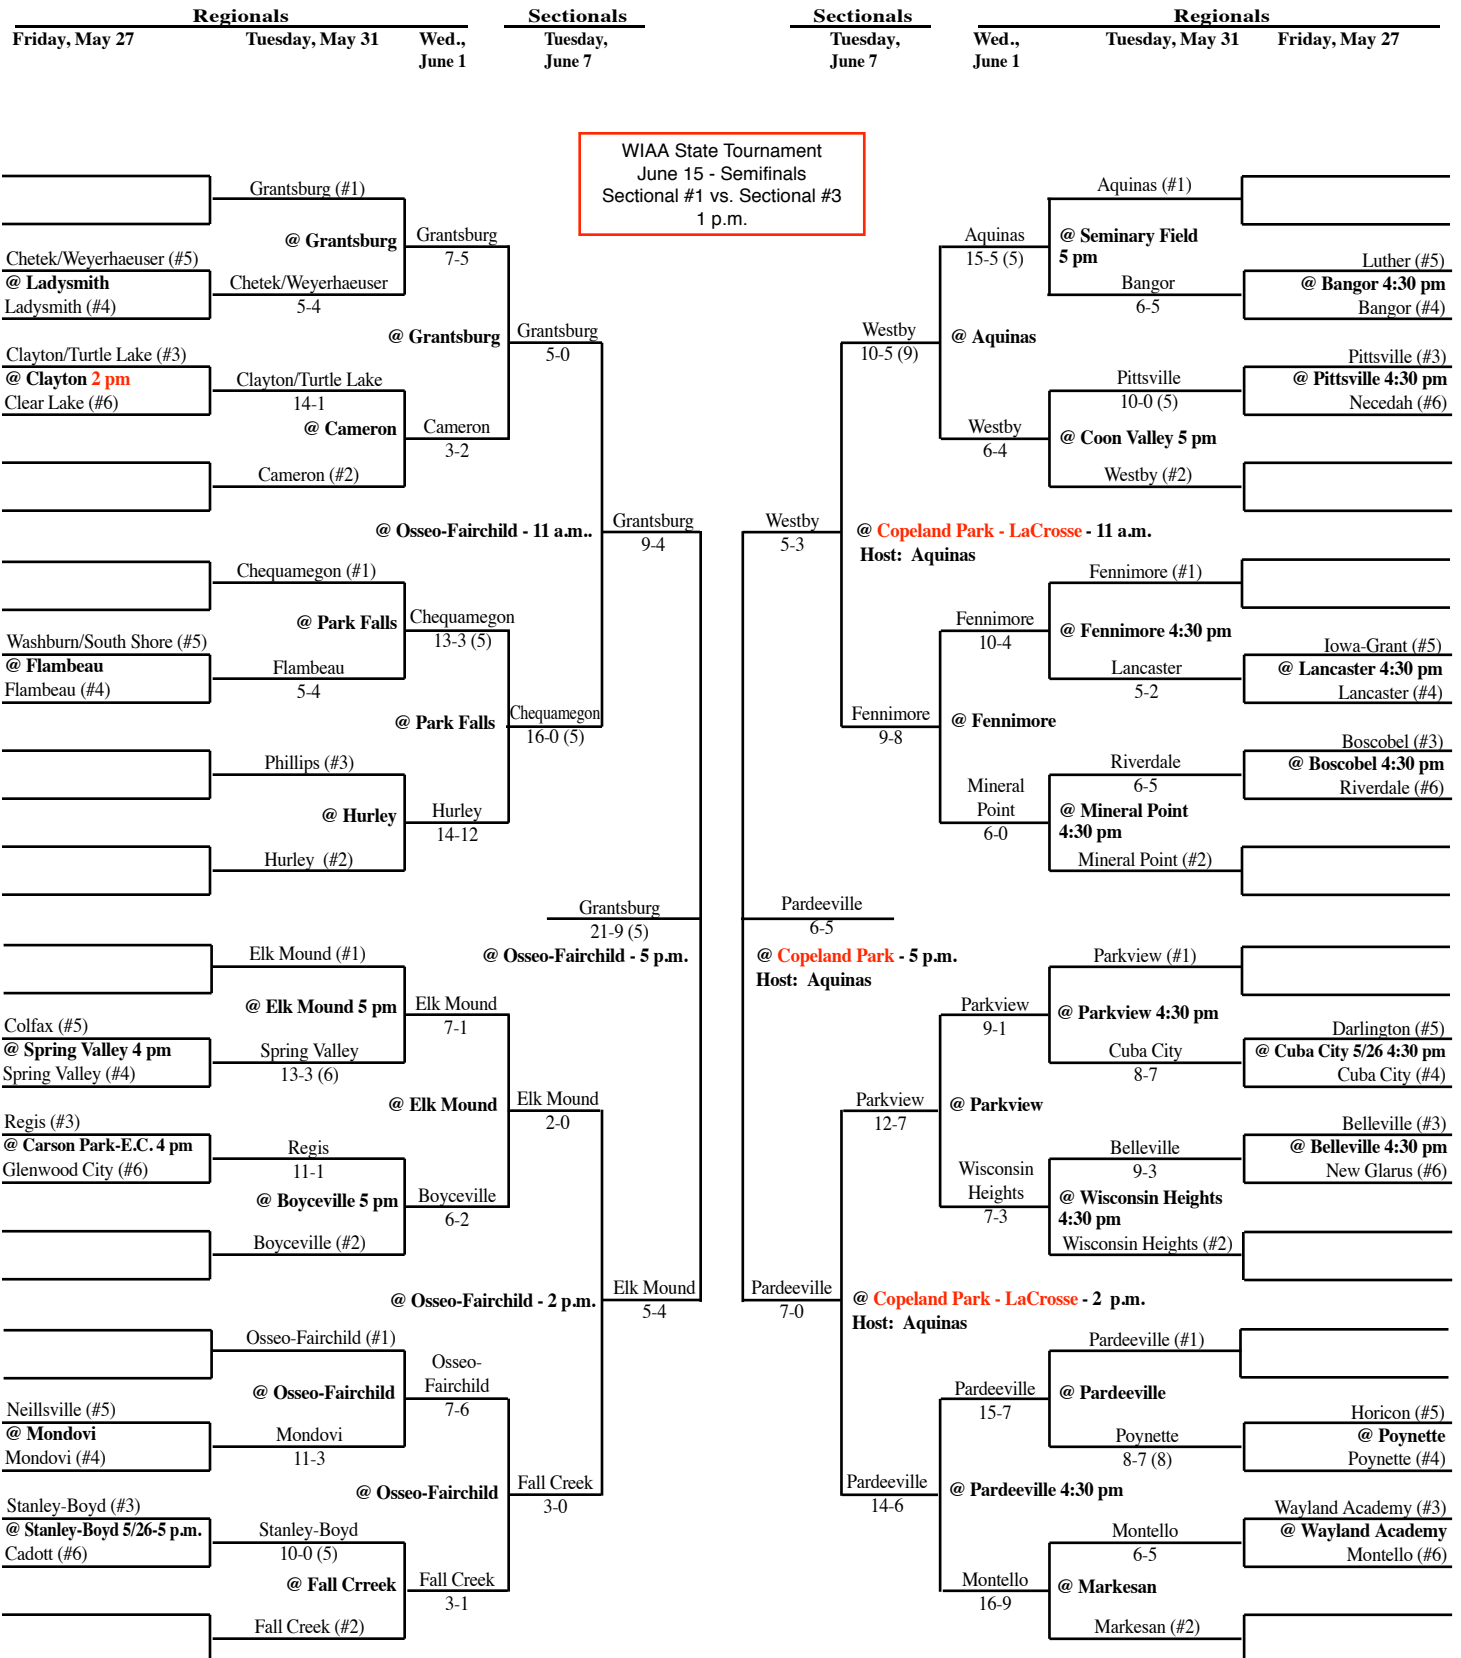 Regionals
Sectionals
Sectionals
Regionals
Friday, May 27
Tuesday, May 31
Wed.,
June 1
Tuesday,
June 7
Tuesday,
June 7
Wed.,
June 1
Tuesday, May 31
Friday, May 27
WIAA State Tournament
June 15 - Semifinals
Sectional #1 vs. Sectional #3
1 p.m.
Grantsburg (#1)
@ Grantsburg
Grantsburg
7-5
Chetek/Weyerhaeuser (#5)
@ Ladysmith
Ladysmith (#4)
Chetek/Weyerhaeuser
5-4
@ Grantsburg
Grantsburg
5-0
Clayton/Turtle Lake (#3)
@ Clayton 2 pm
Clear Lake (#6)
Clayton/Turtle Lake
14-1
@ Cameron
Cameron
3-2
Cameron (#2)
@ Osseo-Fairchild - 11 a.m..
Grantsburg
9-4
Chequamegon (#1)
@ Park Falls
Chequamegon
13-3 (5)
Washburn/South Shore (#5)
@ Flambeau
Flambeau (#4)
Flambeau
5-4
@ Park Falls
Chequamegon
16-0 (5)
Phillips (#3)
@ Hurley
Hurley
14-12
Hurley (#2)
Grantsburg
21-9 (5)
@ Osseo-Fairchild - 5 p.m.
Elk Mound (#1)
@ Elk Mound 5 pm
Elk Mound
7-1
Colfax (#5)
@ Spring Valley 4 pm
Spring Valley (#4)
Spring Valley
13-3 (6)
@ Elk Mound
Elk Mound
2-0
Regis (#3)
@ Carson Park-E.C. 4 pm
Glenwood City (#6)
Regis
11-1
@ Boyceville 5 pm
Boyceville
6-2
Boyceville (#2)
@ Osseo-Fairchild - 2 p.m.
Elk Mound
5-4
Osseo-Fairchild (#1)
@ Osseo-Fairchild
Osseo-
Fairchild
7-6
Neillsville (#5)
@ Mondovi
Mondovi (#4)
Mondovi
11-3
@ Osseo-Fairchild
Fall Creek
3-0
Stanley-Boyd (#3)
@ Stanley-Boyd 5/26-5 p.m.
Cadott (#6)
Stanley-Boyd
10-0 (5)
@ Fall Crreek
Fall Creek
3-1
Fall Creek (#2)
Aquinas (#1)
Aquinas
15-5 (5)
@ Seminary Field
5 pm
Luther (#5)
@ Bangor 4:30 pm
Bangor (#4)
Bangor
6-5
Westby
10-5 (9)
@ Aquinas
Pittsville (#3)
@ Pittsville 4:30 pm
Necedah (#6)
Pittsville
10-0 (5)
Westby
6-4
@ Coon Valley 5 pm
Westby (#2)
Westby
5-3
@ Copeland Park - LaCrosse - 11 a.m.
Host: Aquinas
Fennimore (#1)
Fennimore
10-4
@ Fennimore 4:30 pm
Iowa-Grant (#5)
@ Lancaster 4:30 pm
Lancaster (#4)
Lancaster
5-2
Fennimore
9-8
@ Fennimore
Boscobel (#3)
@ Boscobel 4:30 pm
Riverdale (#6)
Riverdale
6-5
Mineral
Point
6-0
@ Mineral Point
4:30 pm
Mineral Point (#2)
Pardeeville
6-5
@ Copeland Park - 5 p.m.
Host: Aquinas
Parkview (#1)
Parkview
9-1
@ Parkview 4:30 pm
Darlington (#5)
@ Cuba City 5/26 4:30 pm
Cuba City (#4)
Cuba City
8-7
Parkview
12-7
@ Parkview
Belleville (#3)
@ Belleville 4:30 pm
New Glarus (#6)
Belleville
9-3
Wisconsin
Heights
7-3
@ Wisconsin Heights
4:30 pm
Wisconsin Heights (#2)
Pardeeville
7-0
@ Copeland Park - LaCrosse - 2 p.m.
Host: Aquinas
Pardeeville (#1)
Pardeeville
15-7
@ Pardeeville
Horicon (#5)
@ Poynette
Poynette (#4)
Poynette
8-7 (8)
Pardeeville
14-6
@ Pardeeville 4:30 pm
Wayland Academy (#3)
@ Wayland Academy
Montello (#6)
Montello
6-5
Montello
16-9
@ Markesan
Markesan (#2)